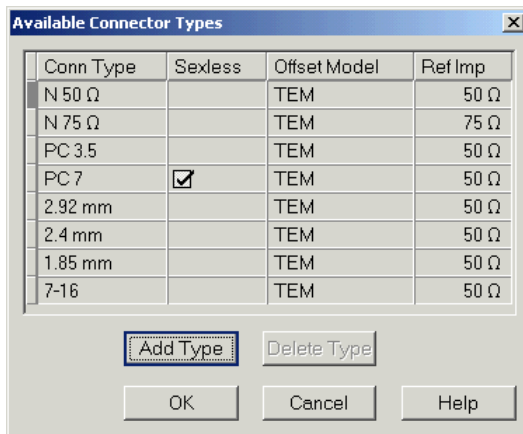 Available Connector Types
Conn Type Sexless Offset Model Ref Imp
N 50 Ω TEM 50 Ω
N 75 Ω TEM 75 Ω
PC 3.5 TEM 50 Ω
PC 7 TEM 50 Ω
2.92 mm TEM 50 Ω
2.4 mm TEM 50 Ω
1.85 mm TEM 50 Ω
7-16 TEM 50 Ω
Add Type Delete Type
OK Cancel Help